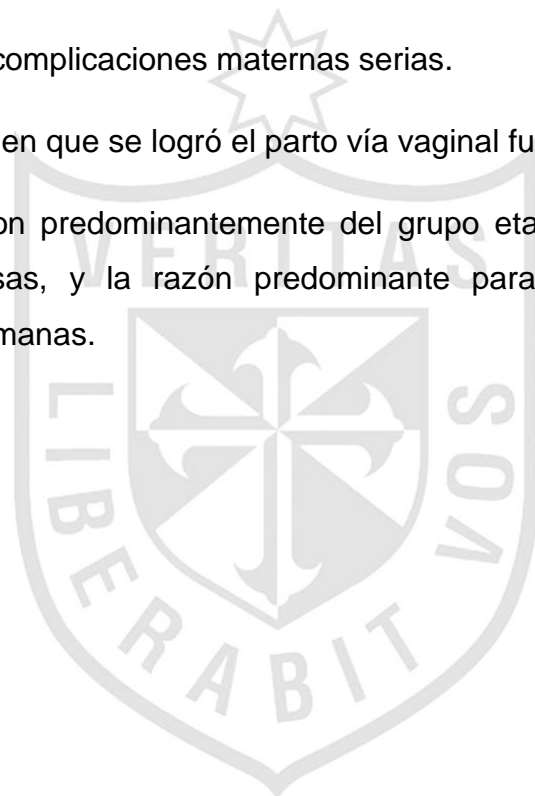 complicaciones maternas serias.
en que se logró el parto vía vaginal fu
on predominantemente del grupo eta
sas, y la razón predominante para
manas.
VERITAS
LIBERABIT VOS